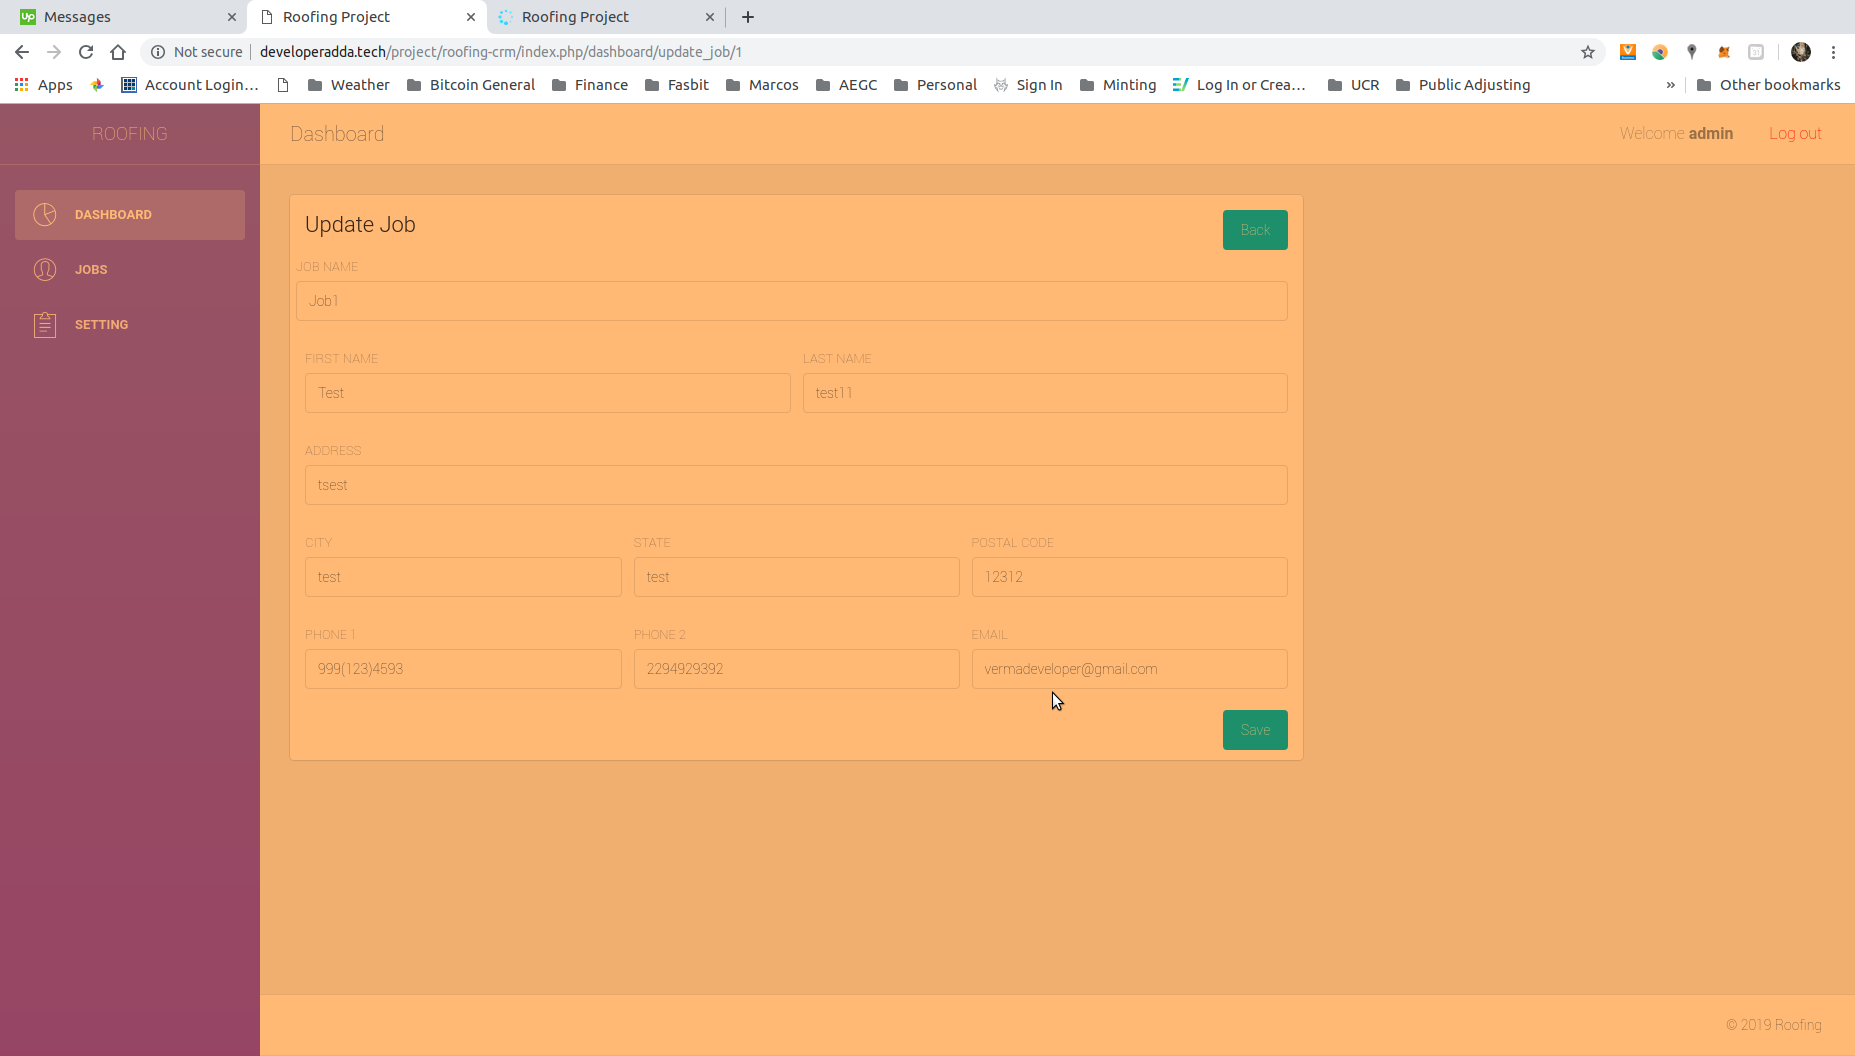 Messages
Roofing Project
Roofing Project
Not secure developeradda.tech/project/roofing-crm/index.php/dashboard/update_job/1
Apps Account Login... Weather Bitcoin General Finance Fasbit Marcos AEGC Personal Sign In Minting Log In or Crea... UCR Public Adjusting » Other bookmarks
ROOFING
Dashboard
Welcome admin
Log out
DASHBOARD
JOBS
SETTING
Update Job
Back
JOB NAME
Job1
FIRST NAME LAST NAME
Test test11
ADDRESS
tsest
CITY STATE POSTAL CODE
test test 12312
PHONE 1 PHONE 2 EMAIL
999(123)4593 2294929392 vermadeveloper@gmail.com
Save
© 2019 Roofing